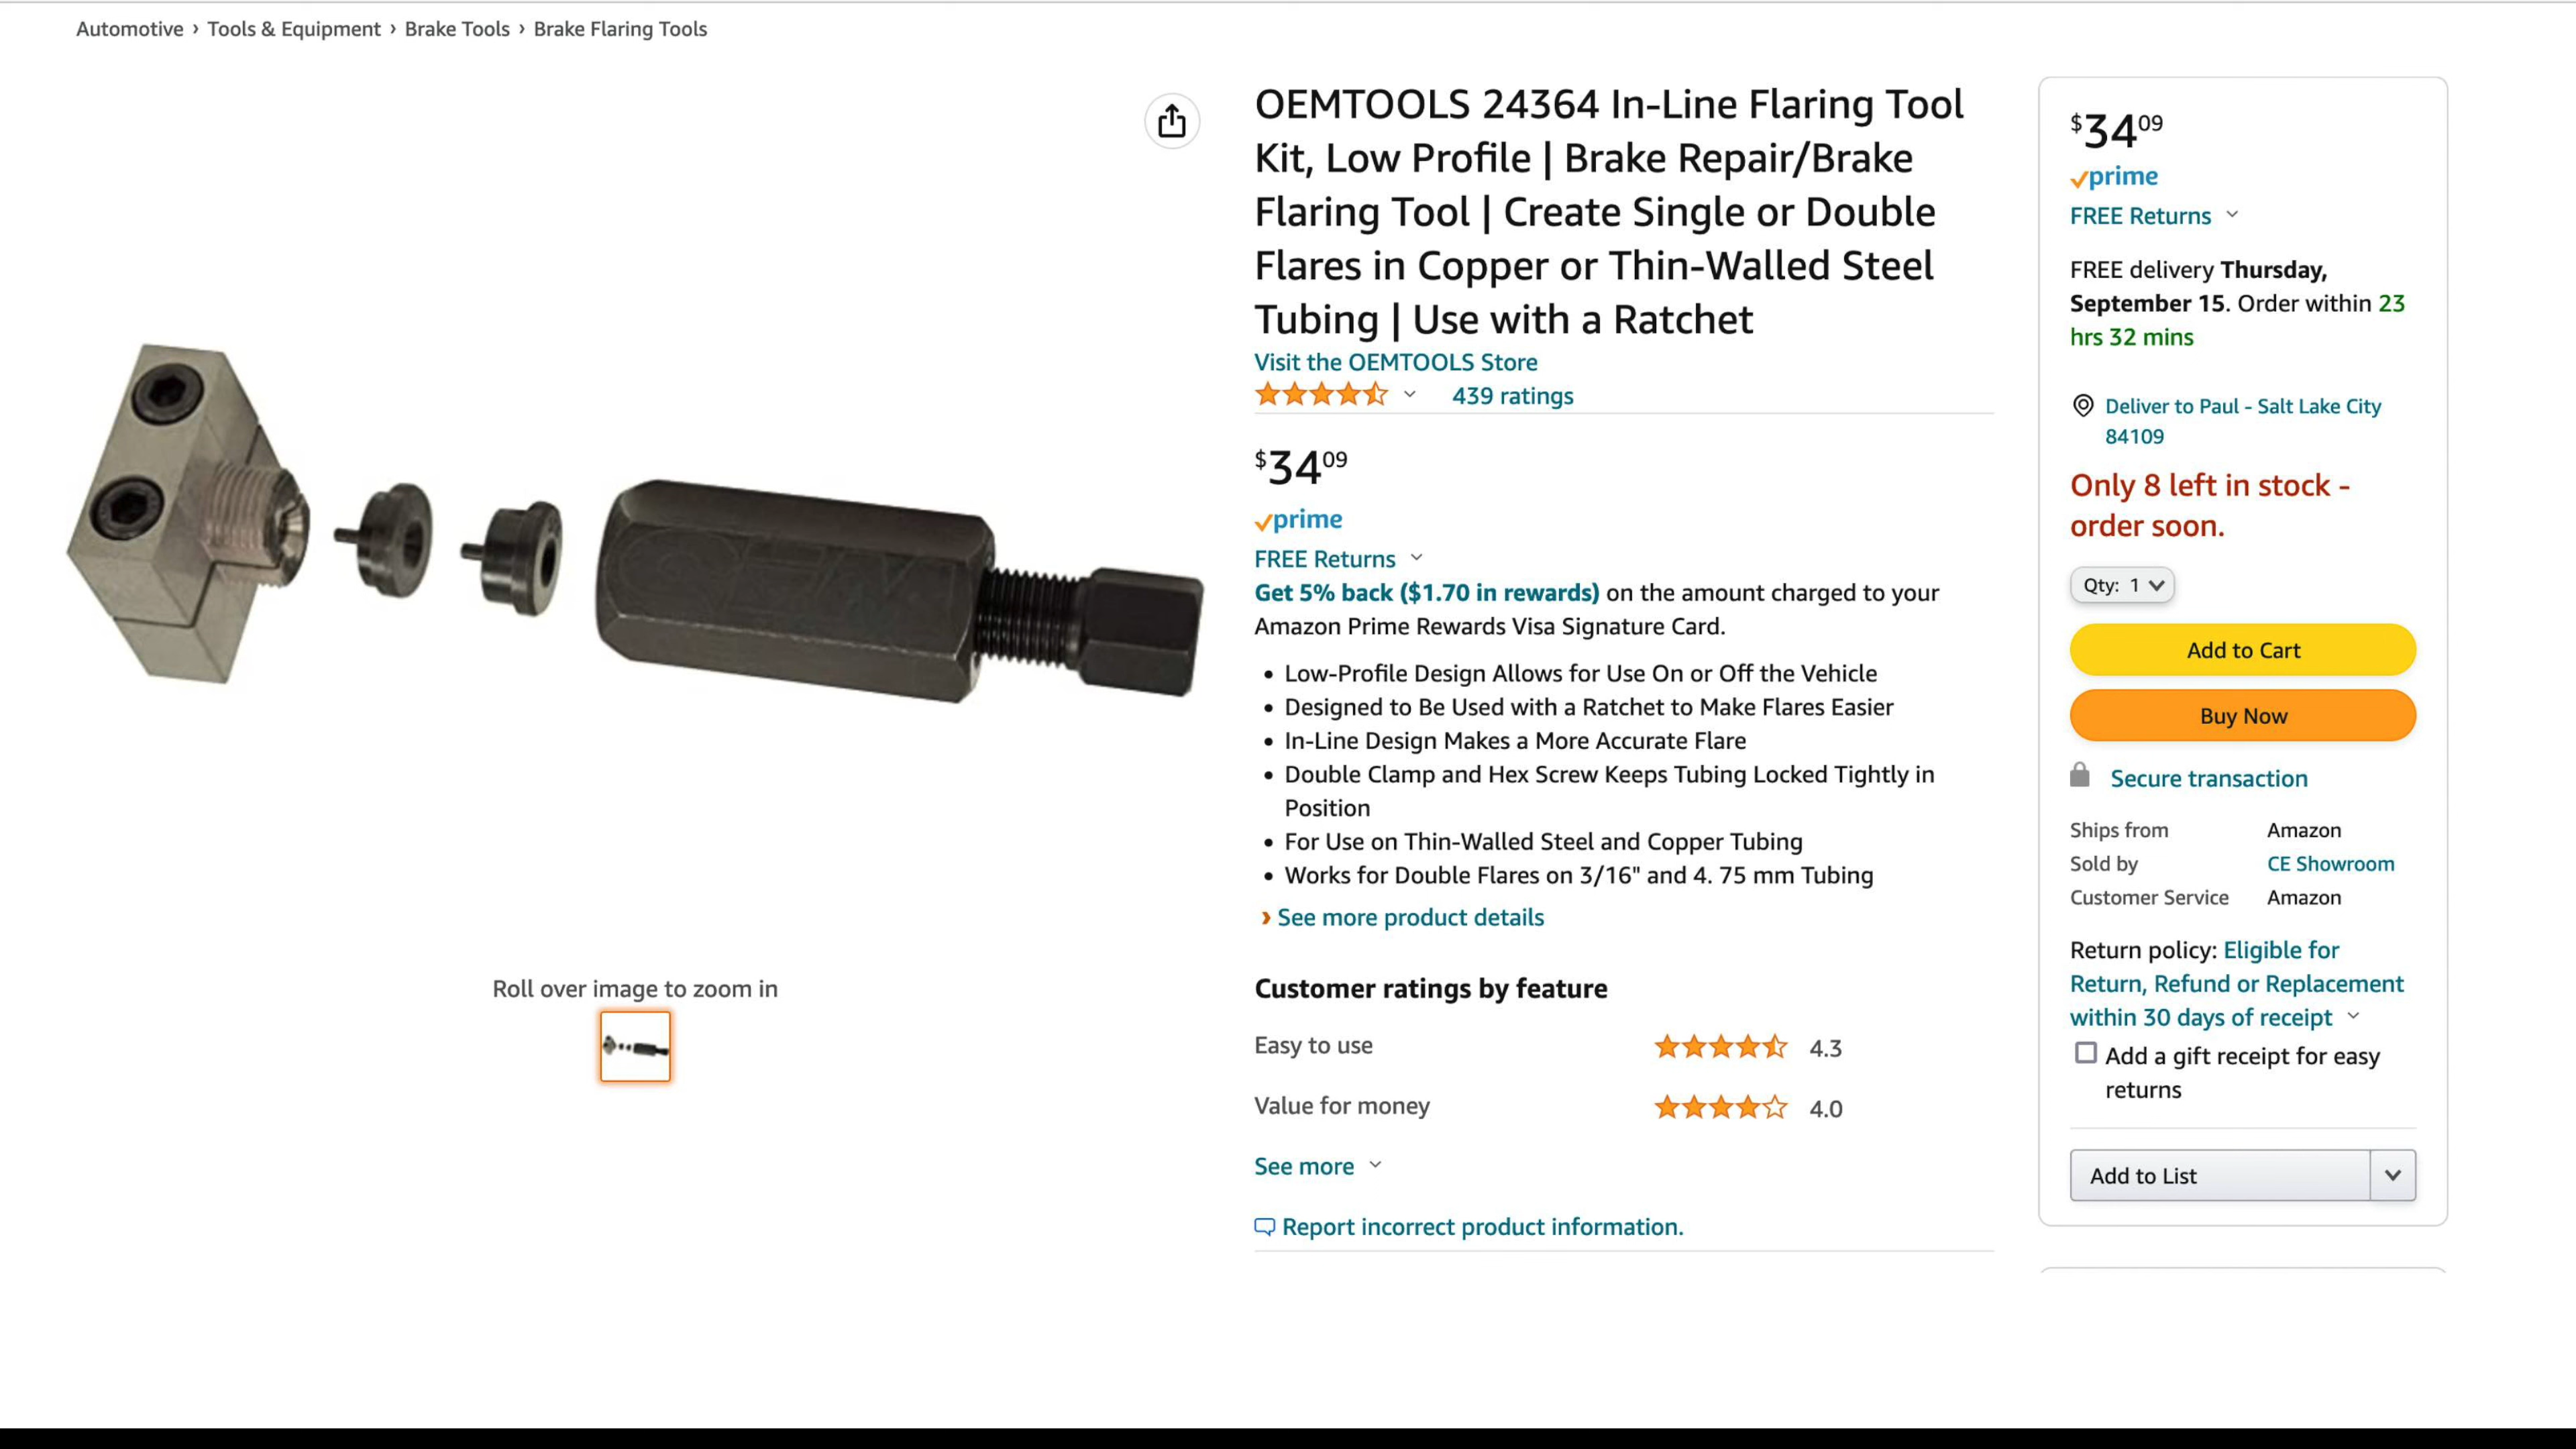 Automotive › Tools & Equipment › Brake Tools › Brake Flaring Tools
OEMTOOLS 24364 In-Line Flaring Tool
Kit, Low Profile | Brake Repair/Brake
Flaring Tool | Create Single or Double
Flares in Copper or Thin-Walled Steel
Tubing | Use with a Ratchet
Visit the OEMTOOLS Store
439 ratings
$34 09
prime
FREE Returns
Get 5% back ($1.70 in rewards) on the amount charged to your
Amazon Prime Rewards Visa Signature Card.
• Low-Profile Design Allows for Use On or Off the Vehicle
• Designed to Be Used with a Ratchet to Make Flares Easier
• In-Line Design Makes a More Accurate Flare
• Double Clamp and Hex Screw Keeps Tubing Locked Tightly in
Position
• For Use on Thin-Walled Steel and Copper Tubing
• Works for Double Flares on 3/16" and 4. 75 mm Tubing
› See more product details
Roll over image to zoom in
Customer ratings by feature
Easy to use 4.3
Value for money 4.0
See more
Report incorrect product information.
$34 09
prime
FREE Returns
FREE delivery Thursday,
September 15. Order within 23
hrs 32 mins
Deliver to Paul - Salt Lake City
84109
Only 8 left in stock -
order soon.
Qty: 1
Add to Cart
Buy Now
Secure transaction
Ships from Amazon
Sold by CE Showroom
Customer Service Amazon
Return policy: Eligible for
Return, Refund or Replacement
within 30 days of receipt
Add a gift receipt for easy
returns
Add to List